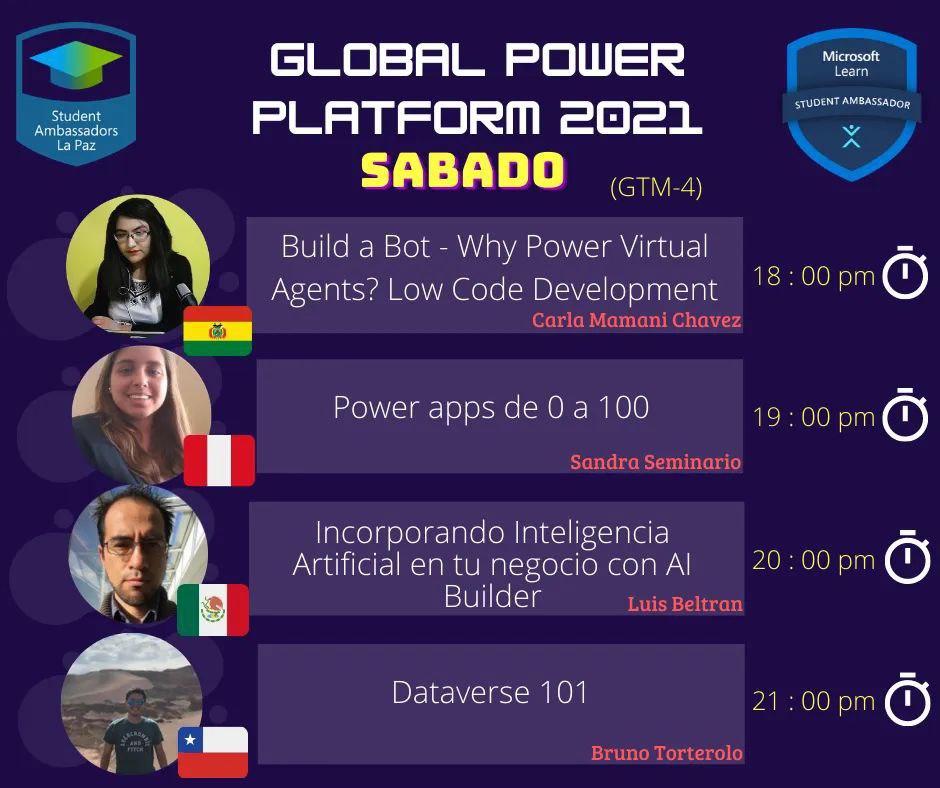 Student
Ambassadors
La Paz
GLOBAL POWER
PLATFORM 2021
SABADO
(GTM-4)
Microsoft
Learn
STUDENT AMBASSADOR
Build a Bot - Why Power Virtual
Agents? Low Code Development
Carla Mamani Chavez
18 : 00 pm
Power apps de 0 a 100
Sandra Seminario
19 : 00 pm
Incorporando Inteligencia
Artificial en tu negocio con AI
Builder
Luis Beltran
20 : 00 pm
Dataverse 101
Bruno Torterolo
21 : 00 pm
ABERCROMBIE
AND
FITCH